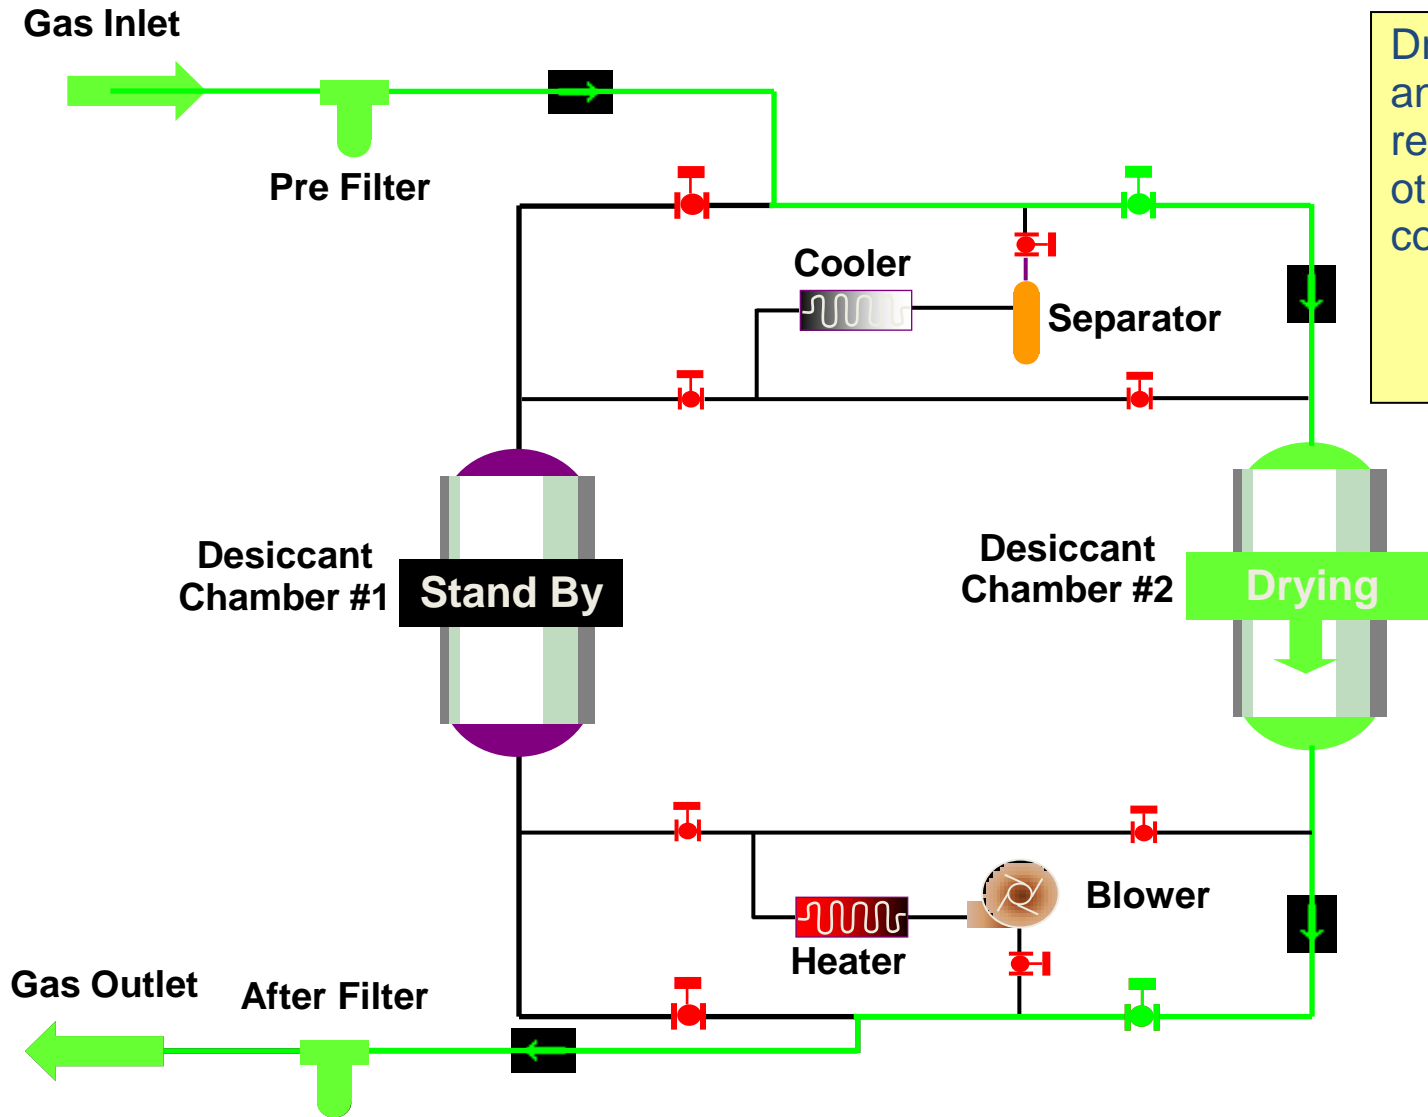 Gas Inlet
Pre Filter
Cooler
Separator
Desiccant
Chamber #1
Stand By
Desiccant
Chamber #2
Drying
Blower
Heater
Gas Outlet
After Filter